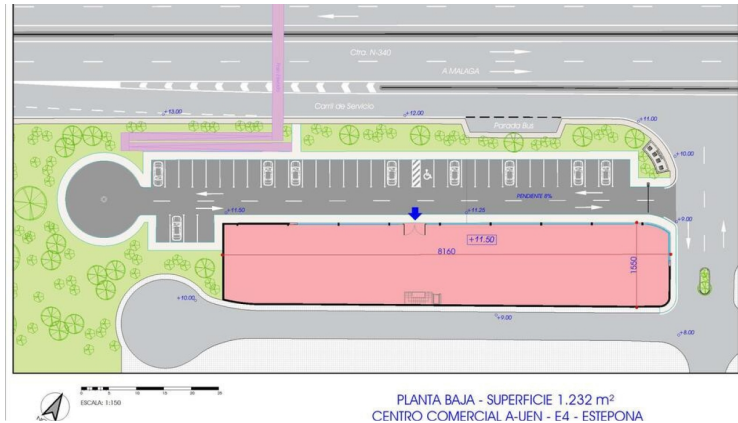 Ctra. N-340
A MALAGA
Carril de Servicio
+13.00
+12.00
Parada Bus
+11.00
+10.00
PENDIENTE 8%
+11.50
+11.25
+9.00
+11.50
8160
1550
+10.00
+9.00
+8.00
ESCALA: 1:150
PLANTA BAJA - SUPERFICIE 1.232 m²
CENTRO COMERCIAL A-UEN - E4 - ESTEPONA